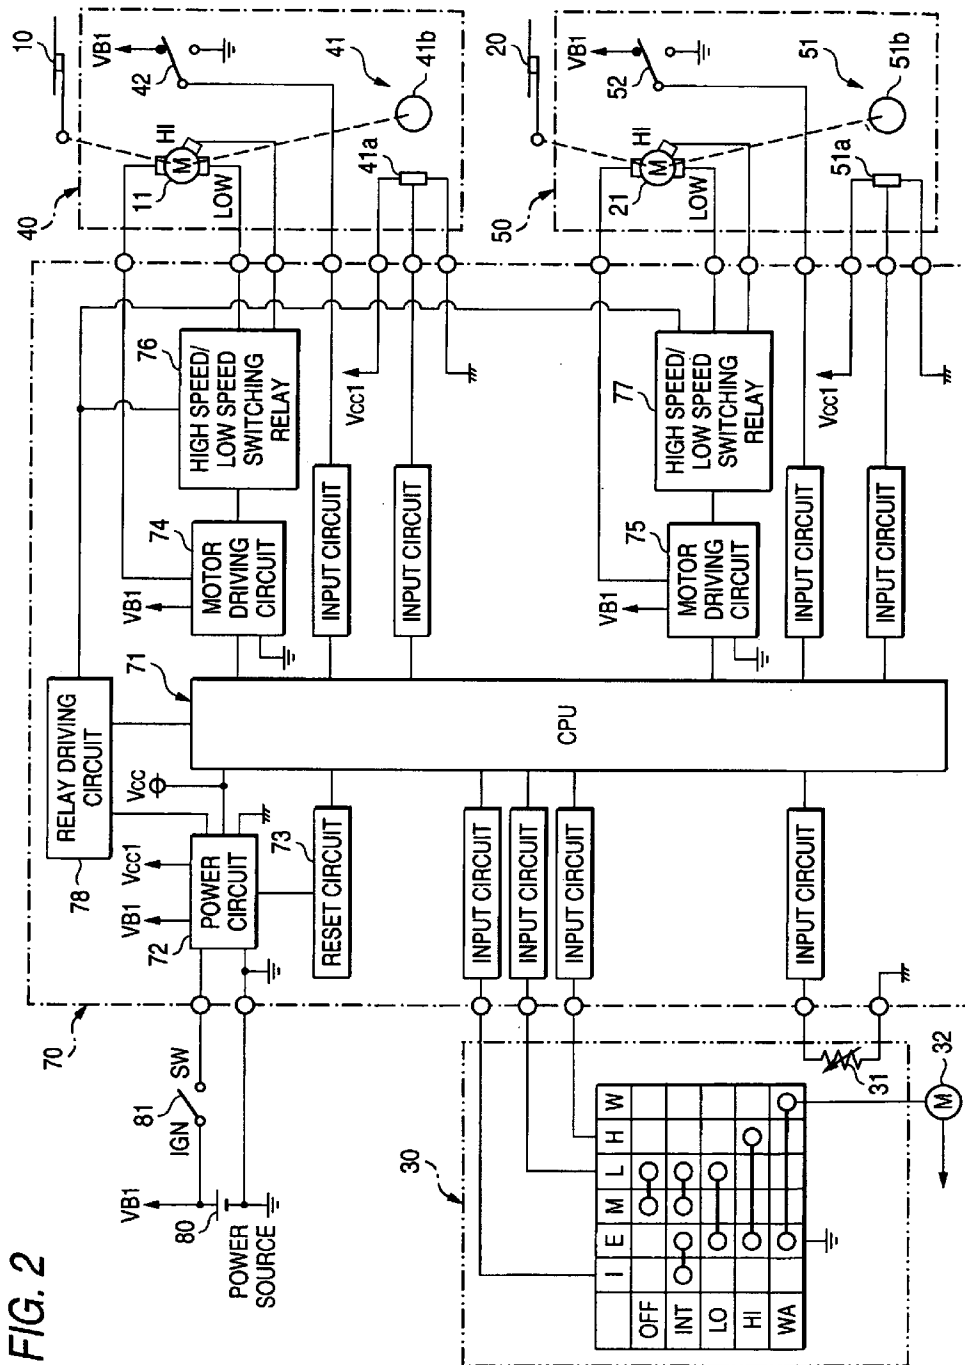 FIG. 2
VB1
80
POWER
SOURCE
IGN
81
SW
70
VB1
Vcc1
Vcc
72
POWER
CIRCUIT
78
RELAY DRIVING
CIRCUIT
73
RESET CIRCUIT
71
CPU
INPUT CIRCUIT
INPUT CIRCUIT
INPUT CIRCUIT
INPUT CIRCUIT
30
I E M L H W
OFF
INT
LO
HI
WA
31
32
M
VB1
74
MOTOR
DRIVING
CIRCUIT
76
HIGH SPEED/
LOW SPEED
SWITCHING
RELAY
INPUT CIRCUIT
INPUT CIRCUIT
Vcc1
40
10
11
M
HI
LOW
VB1
42
41
41a
41b
VB1
75
MOTOR
DRIVING
CIRCUIT
77
HIGH SPEED/
LOW SPEED
SWITCHING
RELAY
INPUT CIRCUIT
INPUT CIRCUIT
Vcc1
50
20
21
M
HI
LOW
VB1
52
51
51a
51b